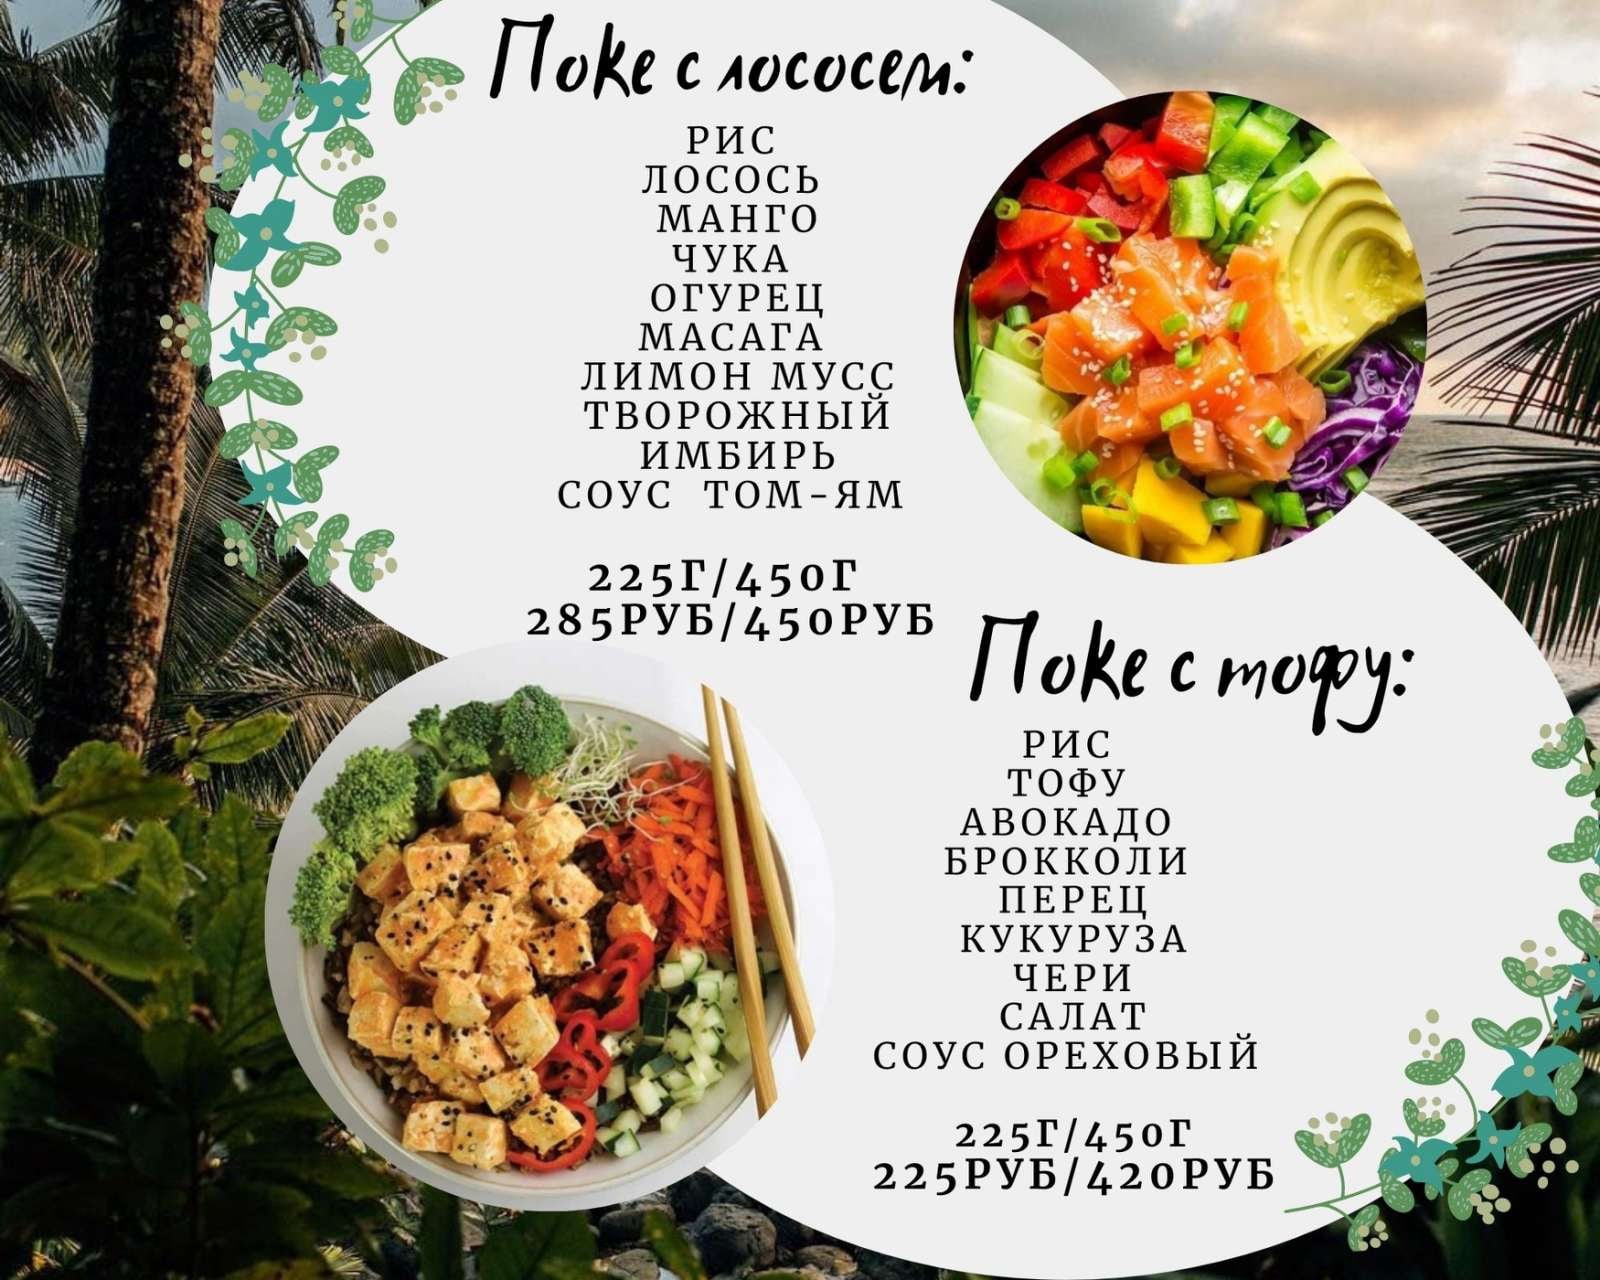 Поке с лососем:
РИС
ЛОСОСЬ
МАНГО
ЧУКА
ОГУРЕЦ
МАСАГА
ЛИМОН МУСС
ТВОРОЖНЫЙ
ИМБИРЬ
СОУС ТОМ-ЯМ
225Г/450Г
285РУБ/450РУБ
Поке с тофу:
РИС
ТОФУ
АВОКАДО
БРОККОЛИ
ПЕРЕЦ
КУКУРУЗА
ЧЕРИ
САЛАТ
СОУС ОРЕХОВЫЙ
225Г/450Г
225РУБ/420РУБ